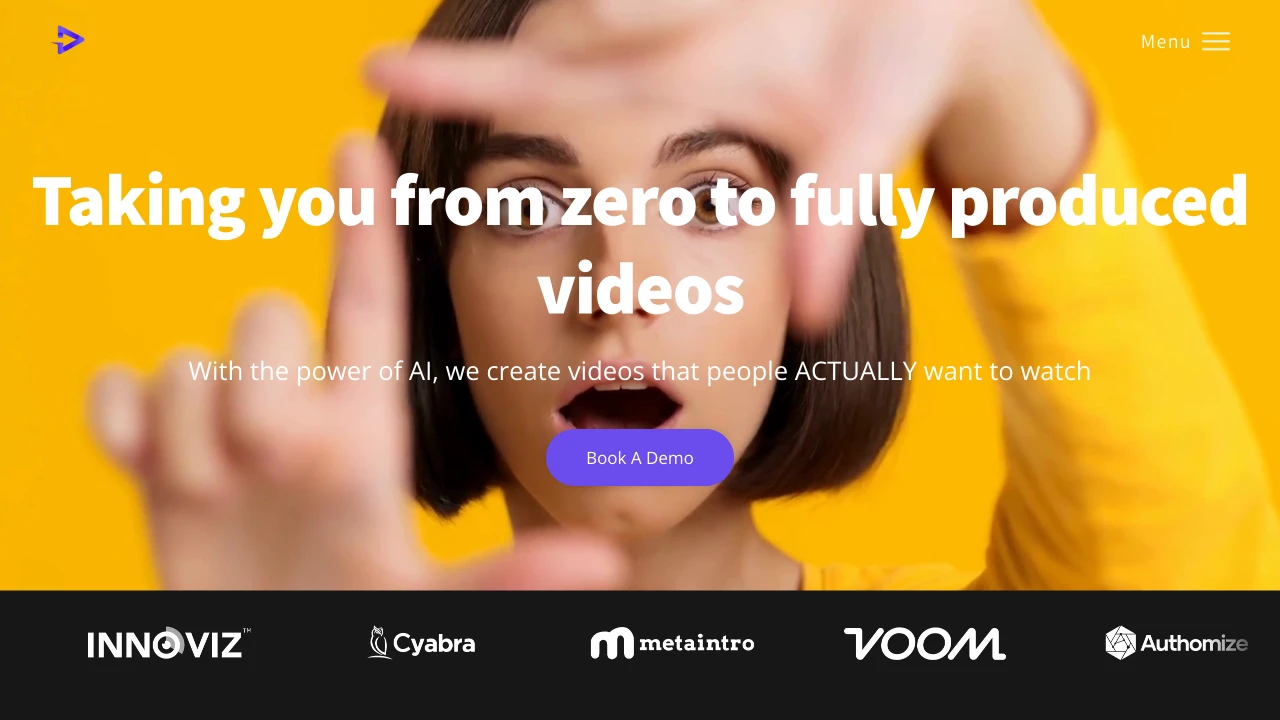 Menu
Taking you from zero to fully produced
videos
With the power of AI, we create videos that people ACTUALLY want to watch
Book A Demo
INNOVIZ™
Cyabra
metaintro
VOOM
Authomize